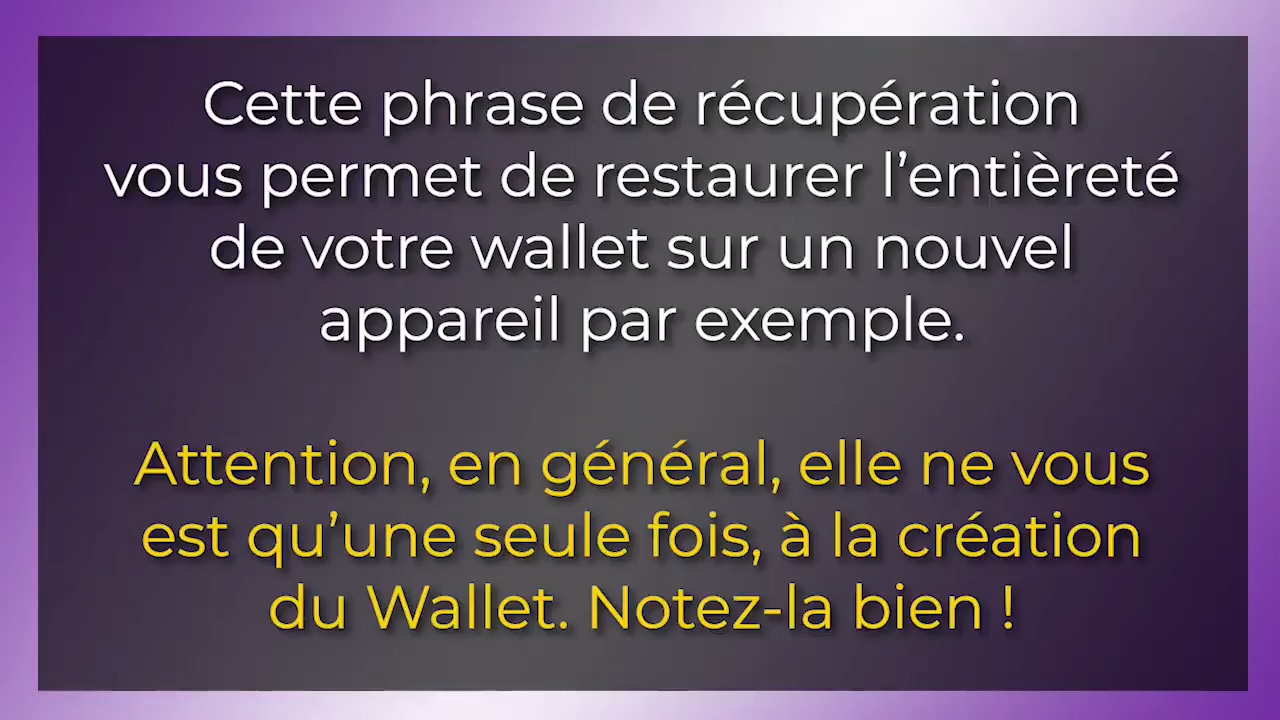 Cette phrase de récupération
vous permet de restaurer l’entièreté
de votre wallet sur un nouvel
appareil par exemple.
Attention, en général, elle ne vous
est qu’une seule fois, à la création
du Wallet. Notez-la bien !